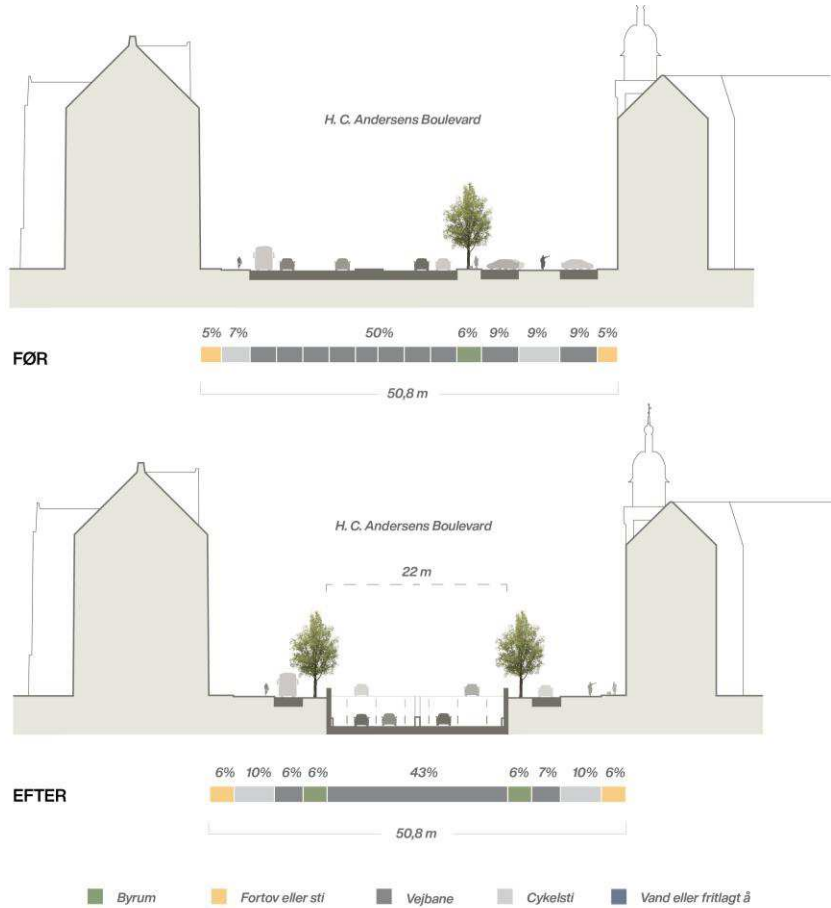 H. C. Andersens Boulevard
5% 7% 50% 6% 9% 9% 9% 5%
FØR
50,8 m
H. C. Andersens Boulevard
22 m
6% 10% 6% 6% 43% 6% 7% 10% 6%
EFTER
50,8 m
Byrum Fortov eller sti Vejbane Cykelsti Vand eller fritlagt å